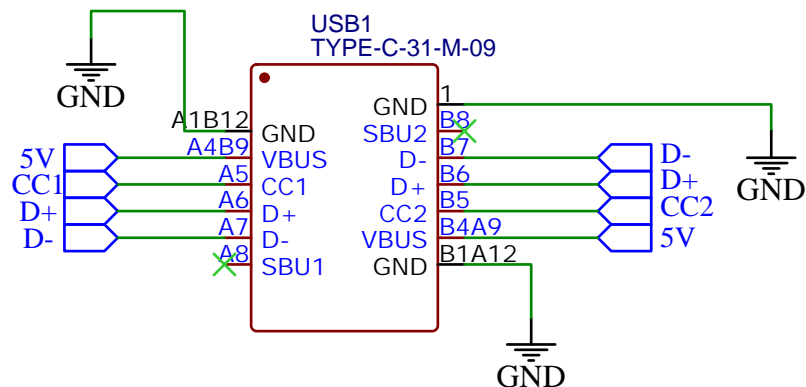 USB1
TYPE-C-31-M-09
GND
A1B12
GND
1
GND
B8
SBU2
5V
A4B9
VBUS
D-
B7
D-
CC1
A5
CC1
D+
B6
D+
GND
D+
A6
D+
CC2
B5
CC2
D-
A7
D-
VBUS
B4A9
5V
A8
SBU1
GND
B1A12
GND